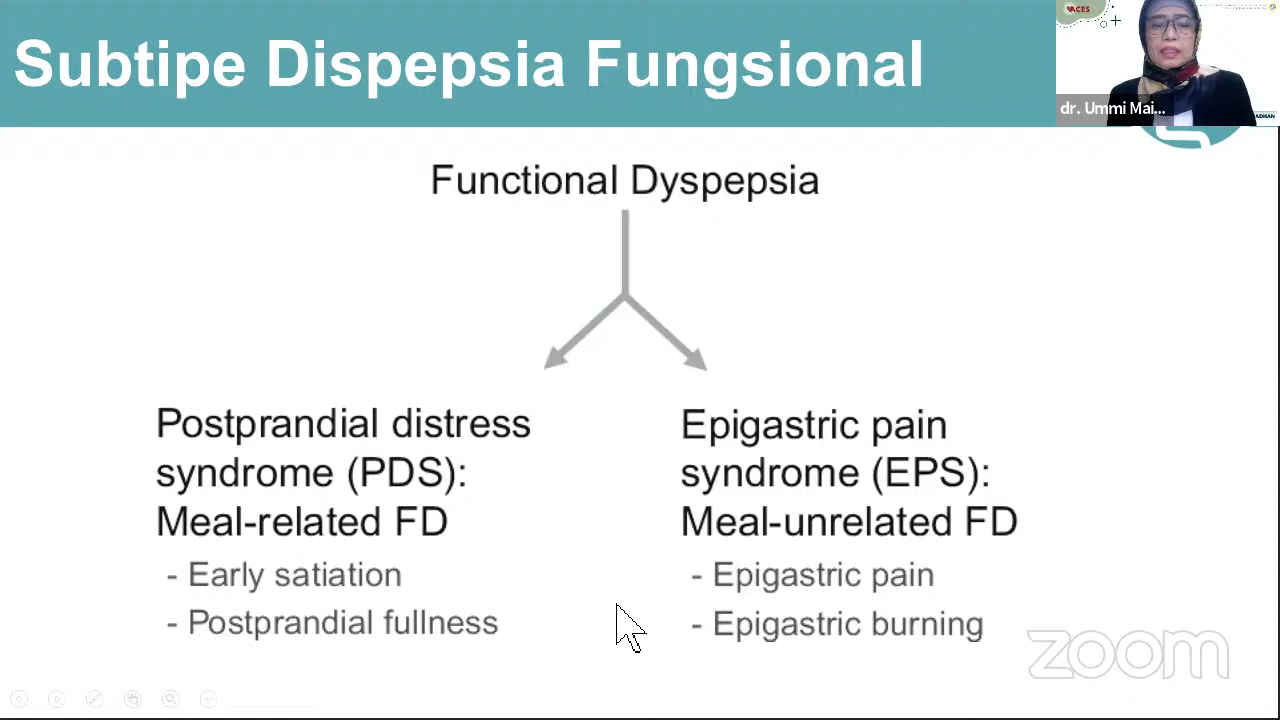 Subtipe Dispepsia Fungsional
ACES
dr. Ummi Mai...
Functional Dyspepsia
Postprandial distress
syndrome (PDS):
Meal-related FD
- Early satiation
- Postprandial fullness
Epigastric pain
syndrome (EPS):
Meal-unrelated FD
- Epigastric pain
- Epigastric burning
zoom